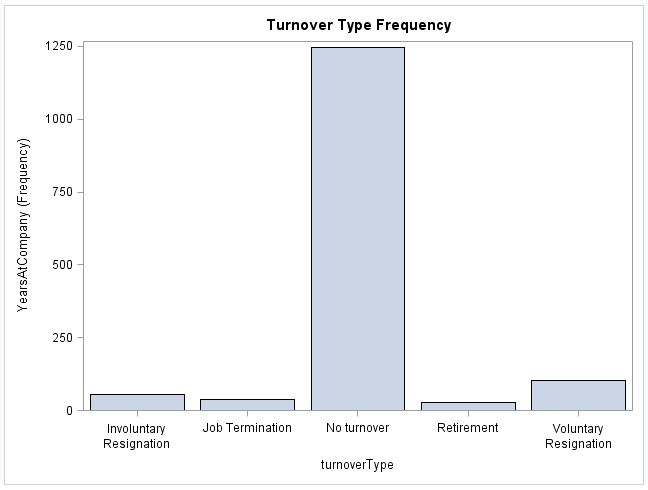 Turnover Type Frequency
YearsAtCompany (Frequency)
1250
1000
750
500
250
0
Involuntary
Resignation
Job Termination
No turnover
Retirement
Voluntary
Resignation
turnoverType